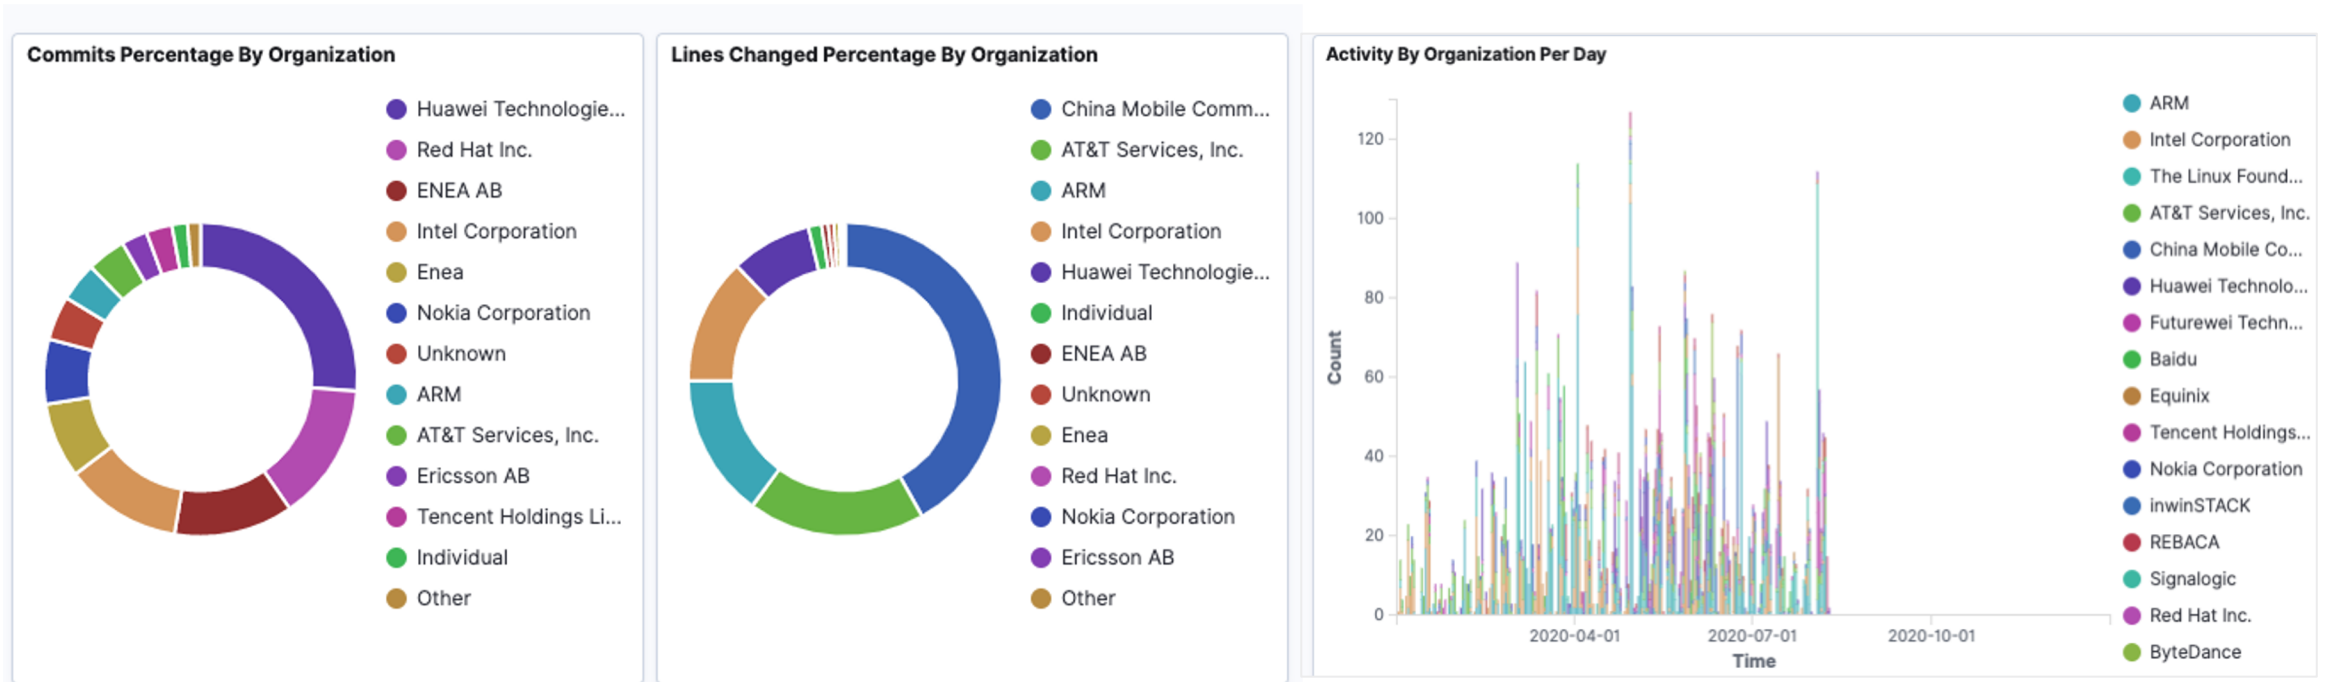 Commits Percentage By Organization
Huawei Technologie...
Red Hat Inc.
ENEA AB
Intel Corporation
Enea
Nokia Corporation
Unknown
ARM
AT&T Services, Inc.
Ericsson AB
Tencent Holdings Li...
Individual
Other
Lines Changed Percentage By Organization
China Mobile Comm...
AT&T Services, Inc.
ARM
Intel Corporation
Huawei Technologie...
Individual
ENEA AB
Unknown
Enea
Red Hat Inc.
Nokia Corporation
Ericsson AB
Other
Activity By Organization Per Day
Count
120
100
80
60
40
20
0
2020-04-01
2020-07-01
2020-10-01
Time
ARM
Intel Corporation
The Linux Found...
AT&T Services, Inc.
China Mobile Co...
Huawei Technolo...
Futurewei Techn...
Baidu
Equinix
Tencent Holdings...
Nokia Corporation
inwinSTACK
REBACA
Signalogic
Red Hat Inc.
ByteDance